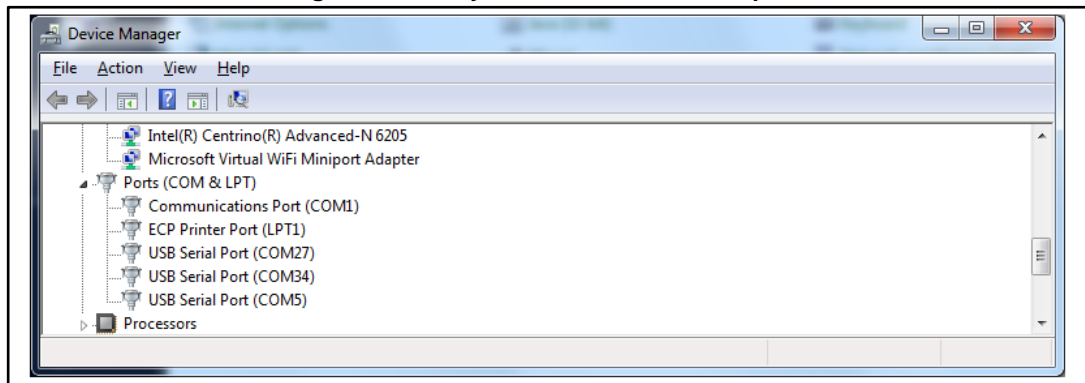 Device Manager
File Action View Help
Intel(R) Centrino(R) Advanced-N 6205
Microsoft Virtual WiFi Miniport Adapter
Ports (COM & LPT)
Communications Port (COM1)
ECP Printer Port (LPT1)
USB Serial Port (COM27)
USB Serial Port (COM34)
USB Serial Port (COM5)
Processors